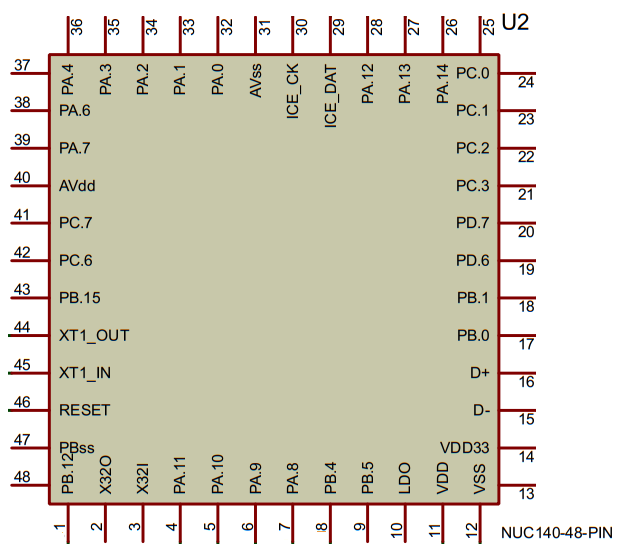 36 35 34 33 32 31 30 29 28 27 26 25 U2
PA.4 PA.3 PA.2 PA.1 PA.0 AVss ICE_CK ICE_DAT PA.12 PA.13 PA.14
37 PC.0 24
38 PA.6 PC.1 23
39 PA.7 PC.2 22
40 AVdd PC.3 21
41 PC.7 PD.7 20
42 PC.6 PD.6 19
43 PB.15 PB.1 18
44 XT1_OUT PB.0 17
45 XT1_IN D+ 16
46 RESET D- 15
47 PBss VDD33 14
48 13
PB.12 X32O X32I PA.11 PA.10 PA.9 PA.8 PB.4 PB.5 LDO VDD VSS
1 2 3 4 5 6 7 8 9 10 11 12 NUC140-48-PIN